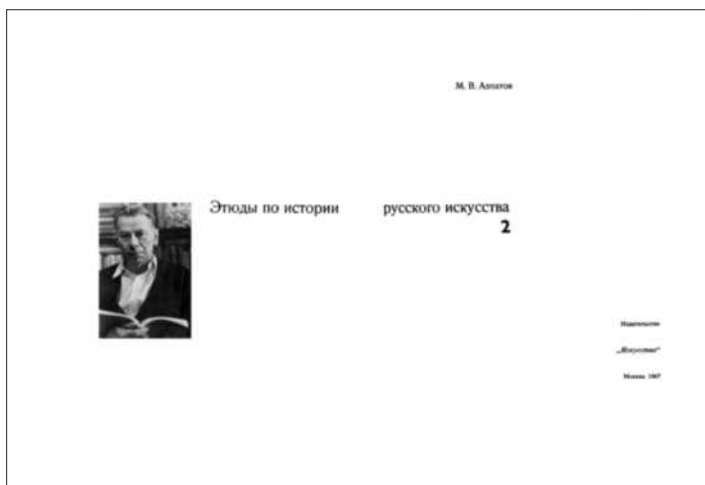 М. В. Алпатов
Этюды по истории русского искусства
2
Издательство
„Искусство“
Москва 1967